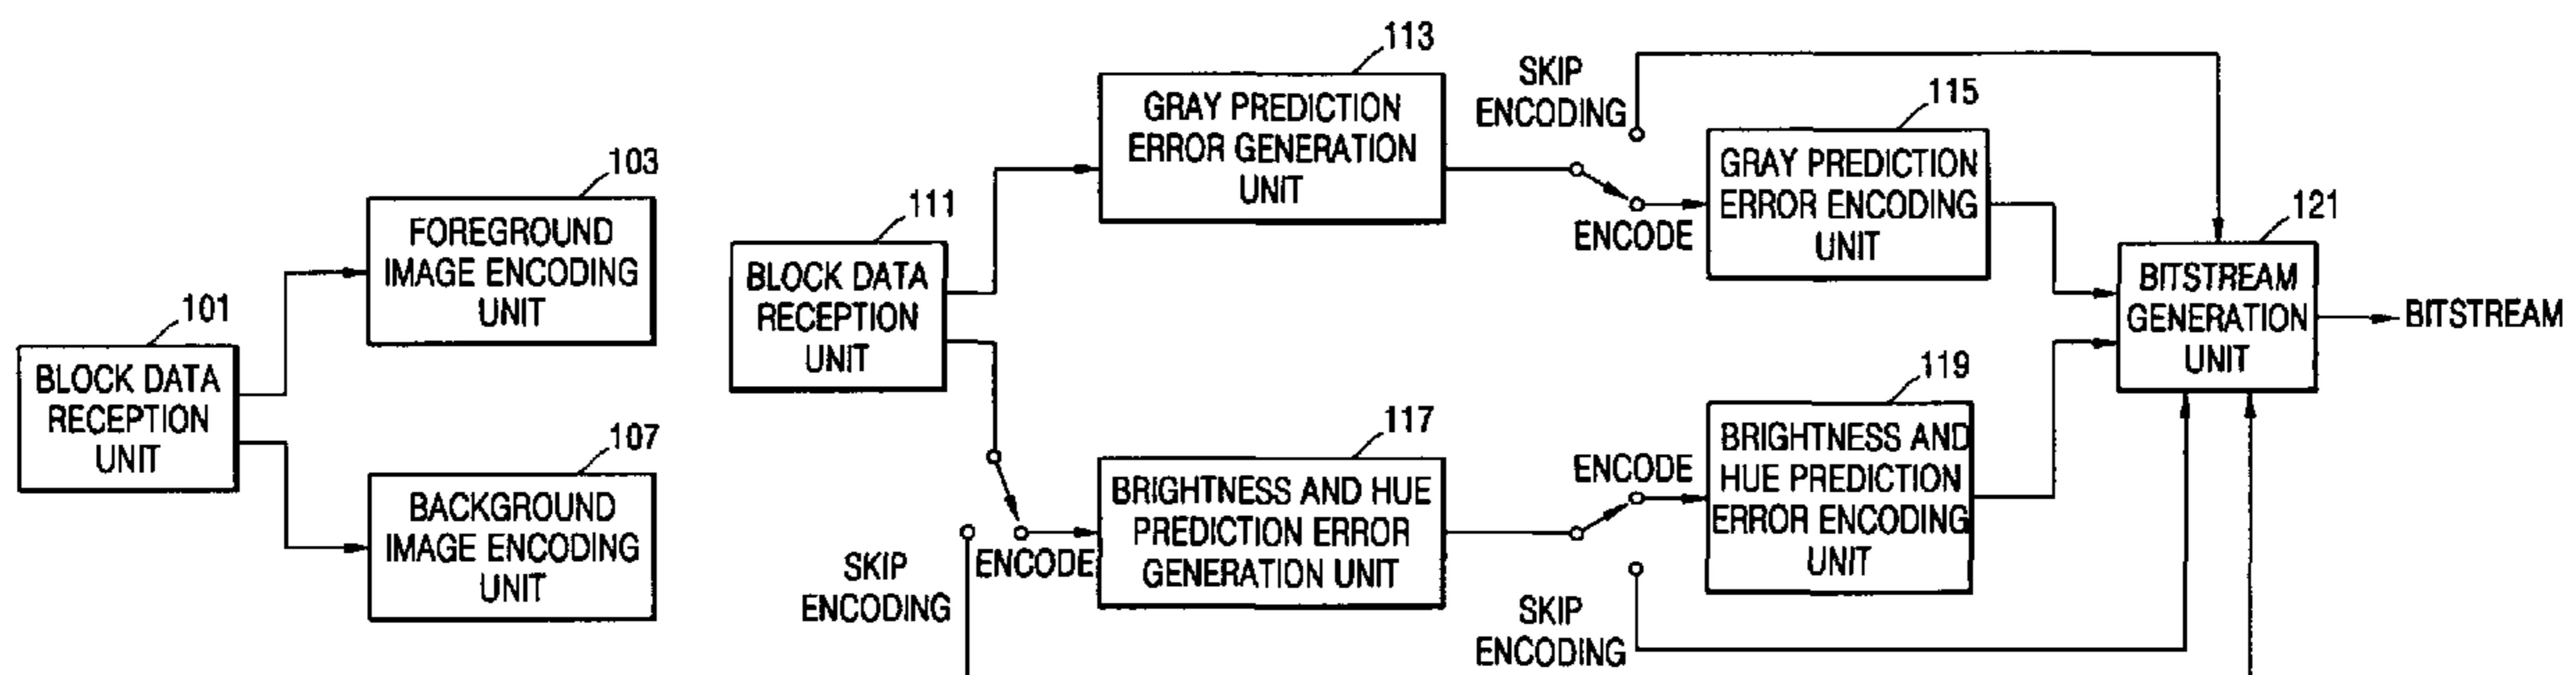 101
BLOCK DATA
RECEPTION
UNIT
103
FOREGROUND
IMAGE ENCODING
UNIT
107
BACKGROUND
IMAGE ENCODING
UNIT
111
BLOCK DATA
RECEPTION
UNIT
113
GRAY PREDICTION
ERROR GENERATION
UNIT
SKIP
ENCODING
ENCODE
115
GRAY PREDICTION
ERROR ENCODING
UNIT
SKIP
ENCODING
ENCODE
117
BRIGHTNESS AND HUE
PREDICTION ERROR
GENERATION UNIT
ENCODE
SKIP
ENCODING
119
BRIGHTNESS AND
HUE PREDICTION
ERROR ENCODING
UNIT
121
BITSTREAM
GENERATION
UNIT
BITSTREAM